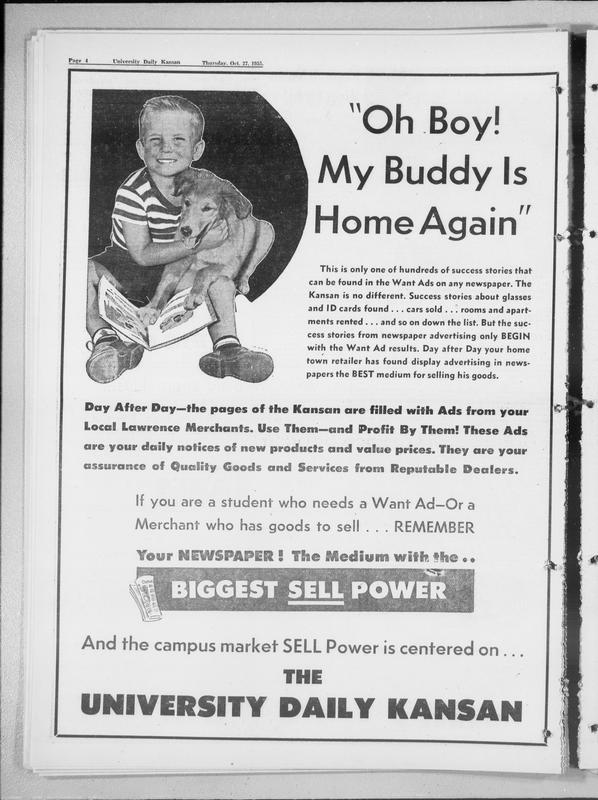 Page 4 University Daily Kansan Thursday, Oct. 27, 1955.
"Oh Boy!
My Buddy Is
Home Again"
This is only one of hundreds of success stories that
can be found in the Want Ads on any newspaper. The
Kansan is no different. Success stories about glasses
and ID cards found . . . cars sold . . . rooms and apart-
ments rented . . . and so on down the list. But the suc-
cess stories from newspaper advertising only BEGIN
with the Want Ad results. Day after Day your home
town retailer has found display advertising in news-
papers the BEST medium for selling his goods.
Day After Day—the pages of the Kansan are filled with Ads from your
Local Lawrence Merchants. Use Them—and Profit By Them! These Ads
are your daily notices of new products and value prices. They are your
assurance of Quality Goods and Services from Reputable Dealers.
If you are a student who needs a Want Ad—Or a
Merchant who has goods to sell . . . REMEMBER
Your NEWSPAPER! The Medium with the ..
BIGGEST SELL POWER
And the campus market SELL Power is centered on . . .
THE
UNIVERSITY DAILY KANSAN